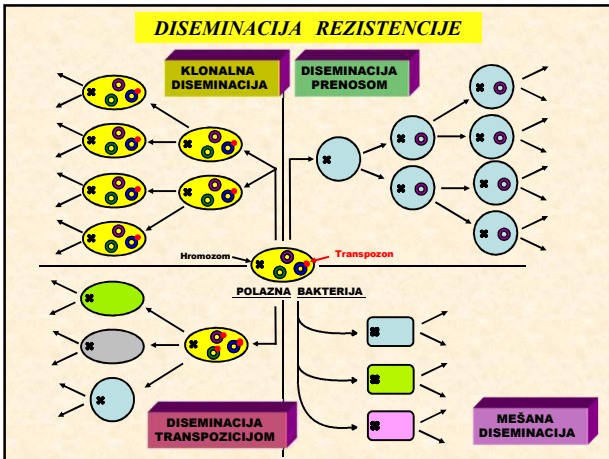 DISEMINACIJA REZISTENCIJE
KLONALNA
DISEMINACIJA
DISEMINACIJA
PRENOSOM
Hromozom
Transpozon
POLAZNA BAKTERIJA
DISEMINACIJA
TRANSPOZICIJOM
MEŠANA
DISEMINACIJA